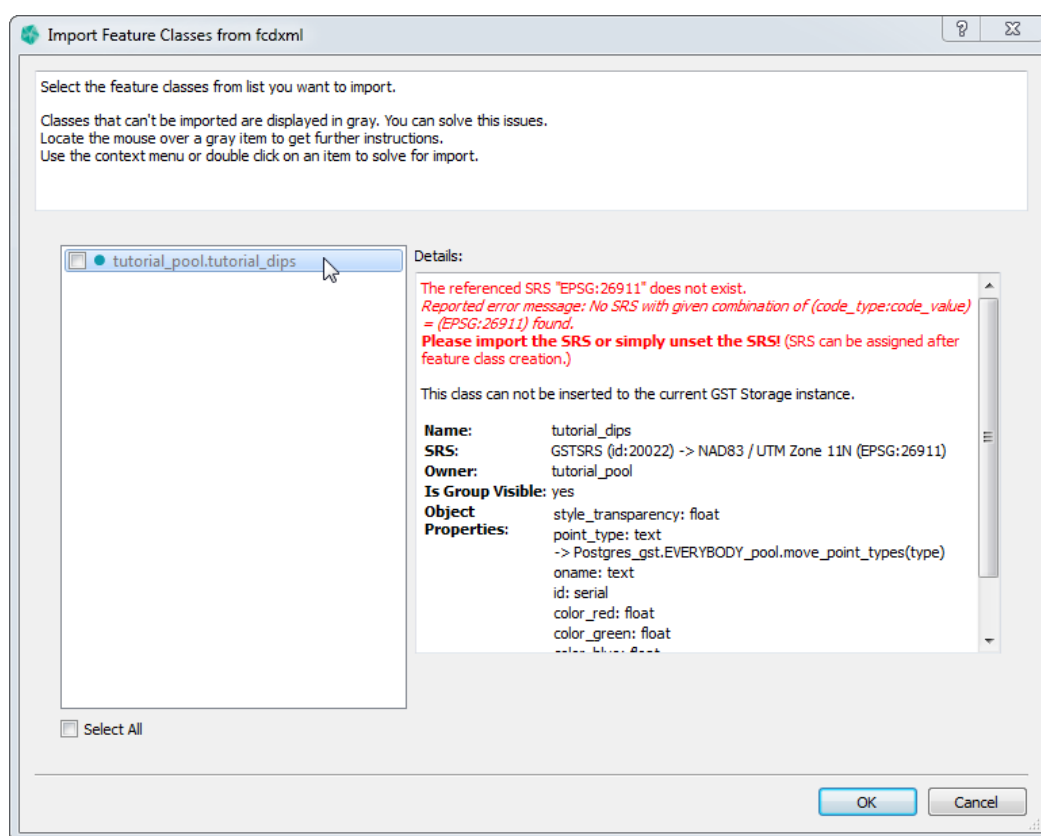 Import Feature Classes from fcdxml
Select the feature classes from list you want to import.
Classes that can't be imported are displayed in gray. You can solve this issues.
Locate the mouse over a gray item to get further instructions.
Use the context menu or double click on an item to solve for import.
tutorial_pool.tutorial_dips
Details:
The referenced SRS "EPSG:26911" does not exist.
Reported error message: No SRS with given combination of (code_type:code_value)
= (EPSG:26911) found.
Please import the SRS or simply unset the SRS! (SRS can be assigned after
feature class creation.)
This class can not be inserted to the current GST Storage instance.
Name: tutorial_dips
SRS: GSTSRS (id:20022) -> NAD83 / UTM Zone 11N (EPSG:26911)
Owner: tutorial_pool
Is Group Visible: yes
Object Properties: style_transparency: float
point_type: text
-> Postgres_gst.EVERYBODY_pool.move_point_types(type)
oname: text
id: serial
color_red: float
color_green: float
color_blue: float
Select All
OK
Cancel